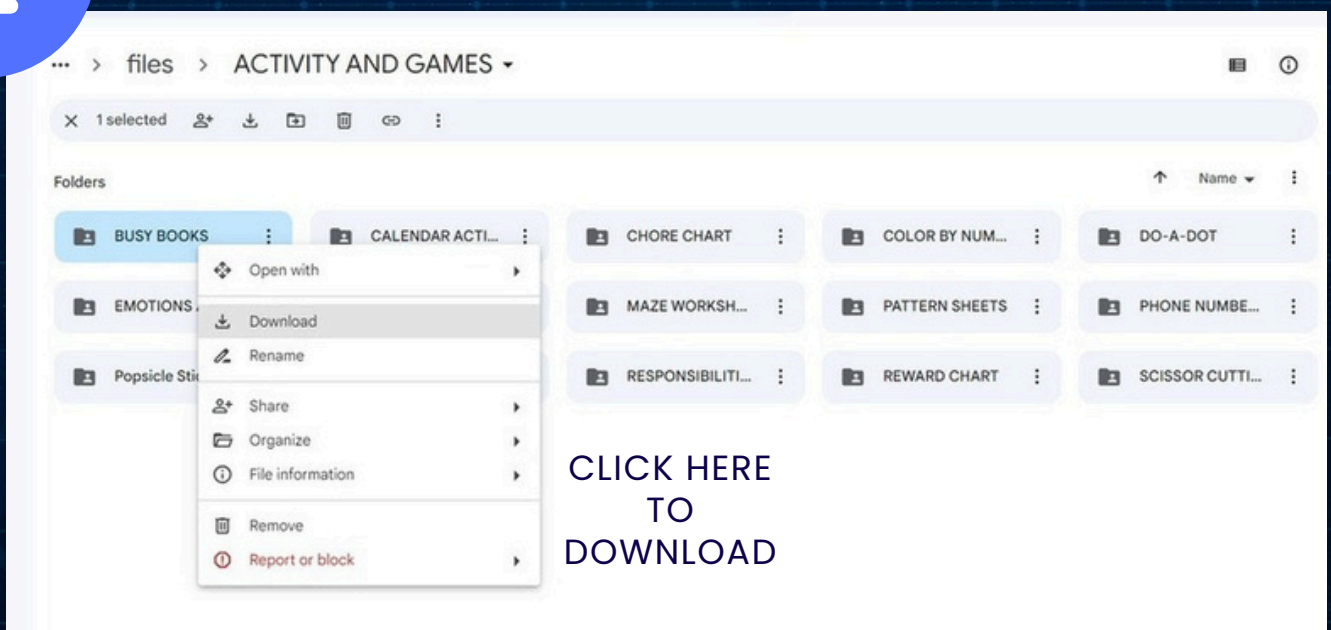 ... > files > ACTIVITY AND GAMES
1 selected
Folders
Name
BUSY BOOKS
CALENDAR ACTI...
CHORE CHART
COLOR BY NUM...
DO-A-DOT
EMOTIONS
MAZE WORKSH...
PATTERN SHEETS
PHONE NUMBE...
Popsicle Sti
RESPONSIBILITI...
REWARD CHART
SCISSOR CUTTI...
Open with
Download
Rename
Share
Organize
File information
Remove
Report or block
CLICK HERE
TO
DOWNLOAD